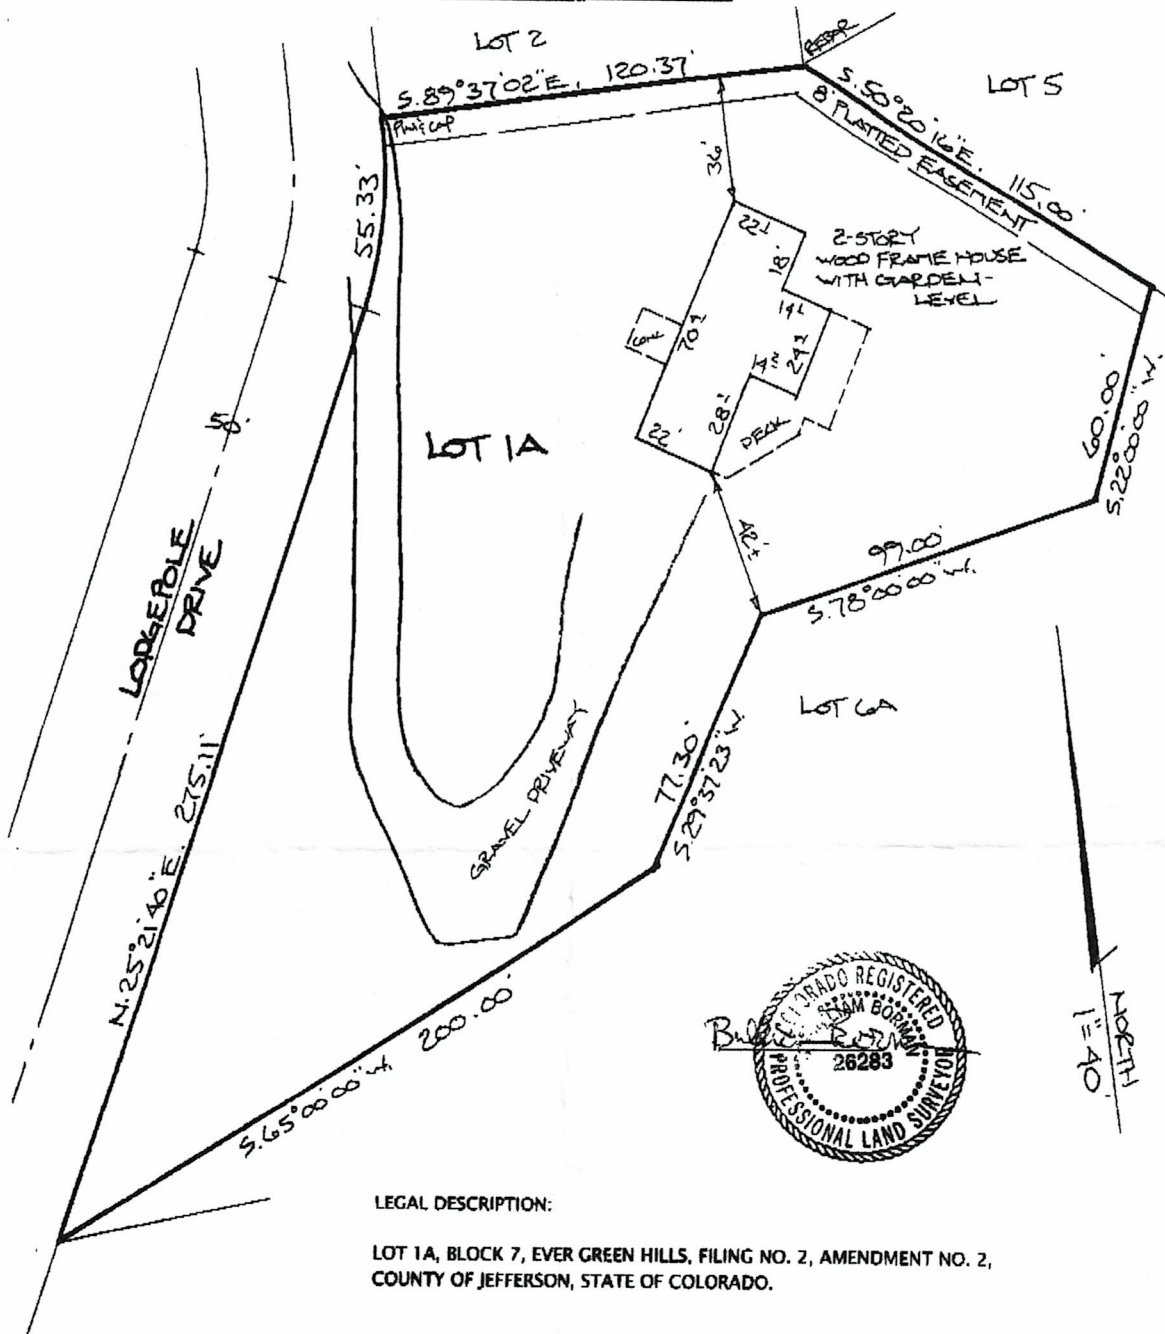 LOT 2
REBAR
S.89°37'02"E. 120.37'
LOT 5
S.50°20'16"E. 115.00'
8' PLATTED EASEMENT
PIN & CAP
55.33'
36'
22'
18'
2-STORY
WOOD FRAME HOUSE
WITH GARDEN-
LEVEL
CONC
DECK
22'
LOT 1A
50'
60.00'
S.22°00'00"W.
42'±
99.00'
S.78°00'00"W.
LODGEPOLE
DRIVE
LOT 6A
77.30'
S.29°37'23"W.
GRAVEL DRIVEWAY
N.25°21'40"E. 275.11'
200.00'
S.65°00'00"W.
COLORADO REGISTERED
BORMAN
26283
PROFESSIONAL LAND SURVEYOR
NORTH
1"=40'
LEGAL DESCRIPTION:
LOT 1A, BLOCK 7, EVER GREEN HILLS, FILING NO. 2, AMENDMENT NO. 2,
COUNTY OF JEFFERSON, STATE OF COLORADO.